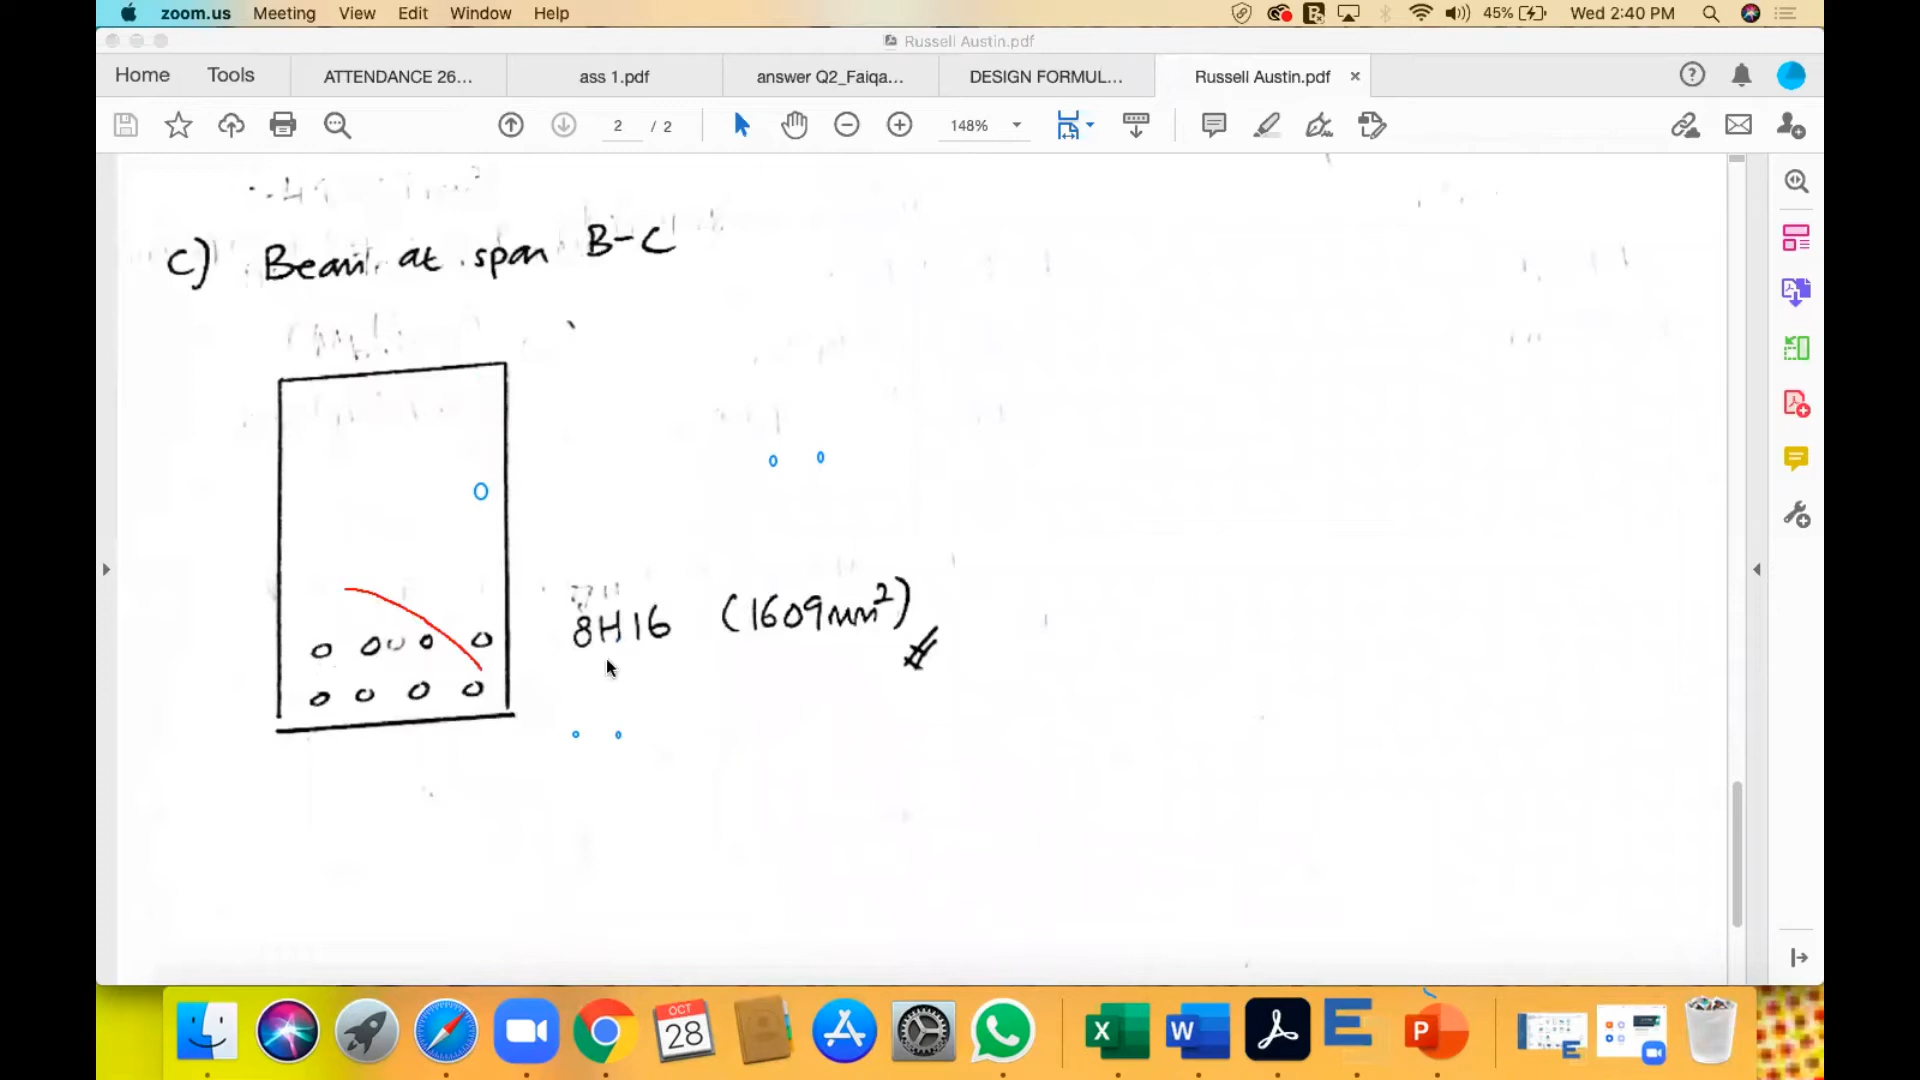 zoom.us Meeting View Edit Window Help 45% Wed 2:40 PM
Russell Austin.pdf
Home Tools ATTENDANCE 26... ass 1.pdf answer Q2_Faiqa... DESIGN FORMUL... Russell Austin.pdf
2 / 2 148%
c) Beam at span B-C
8H16 (1609mm²)
OCT
28